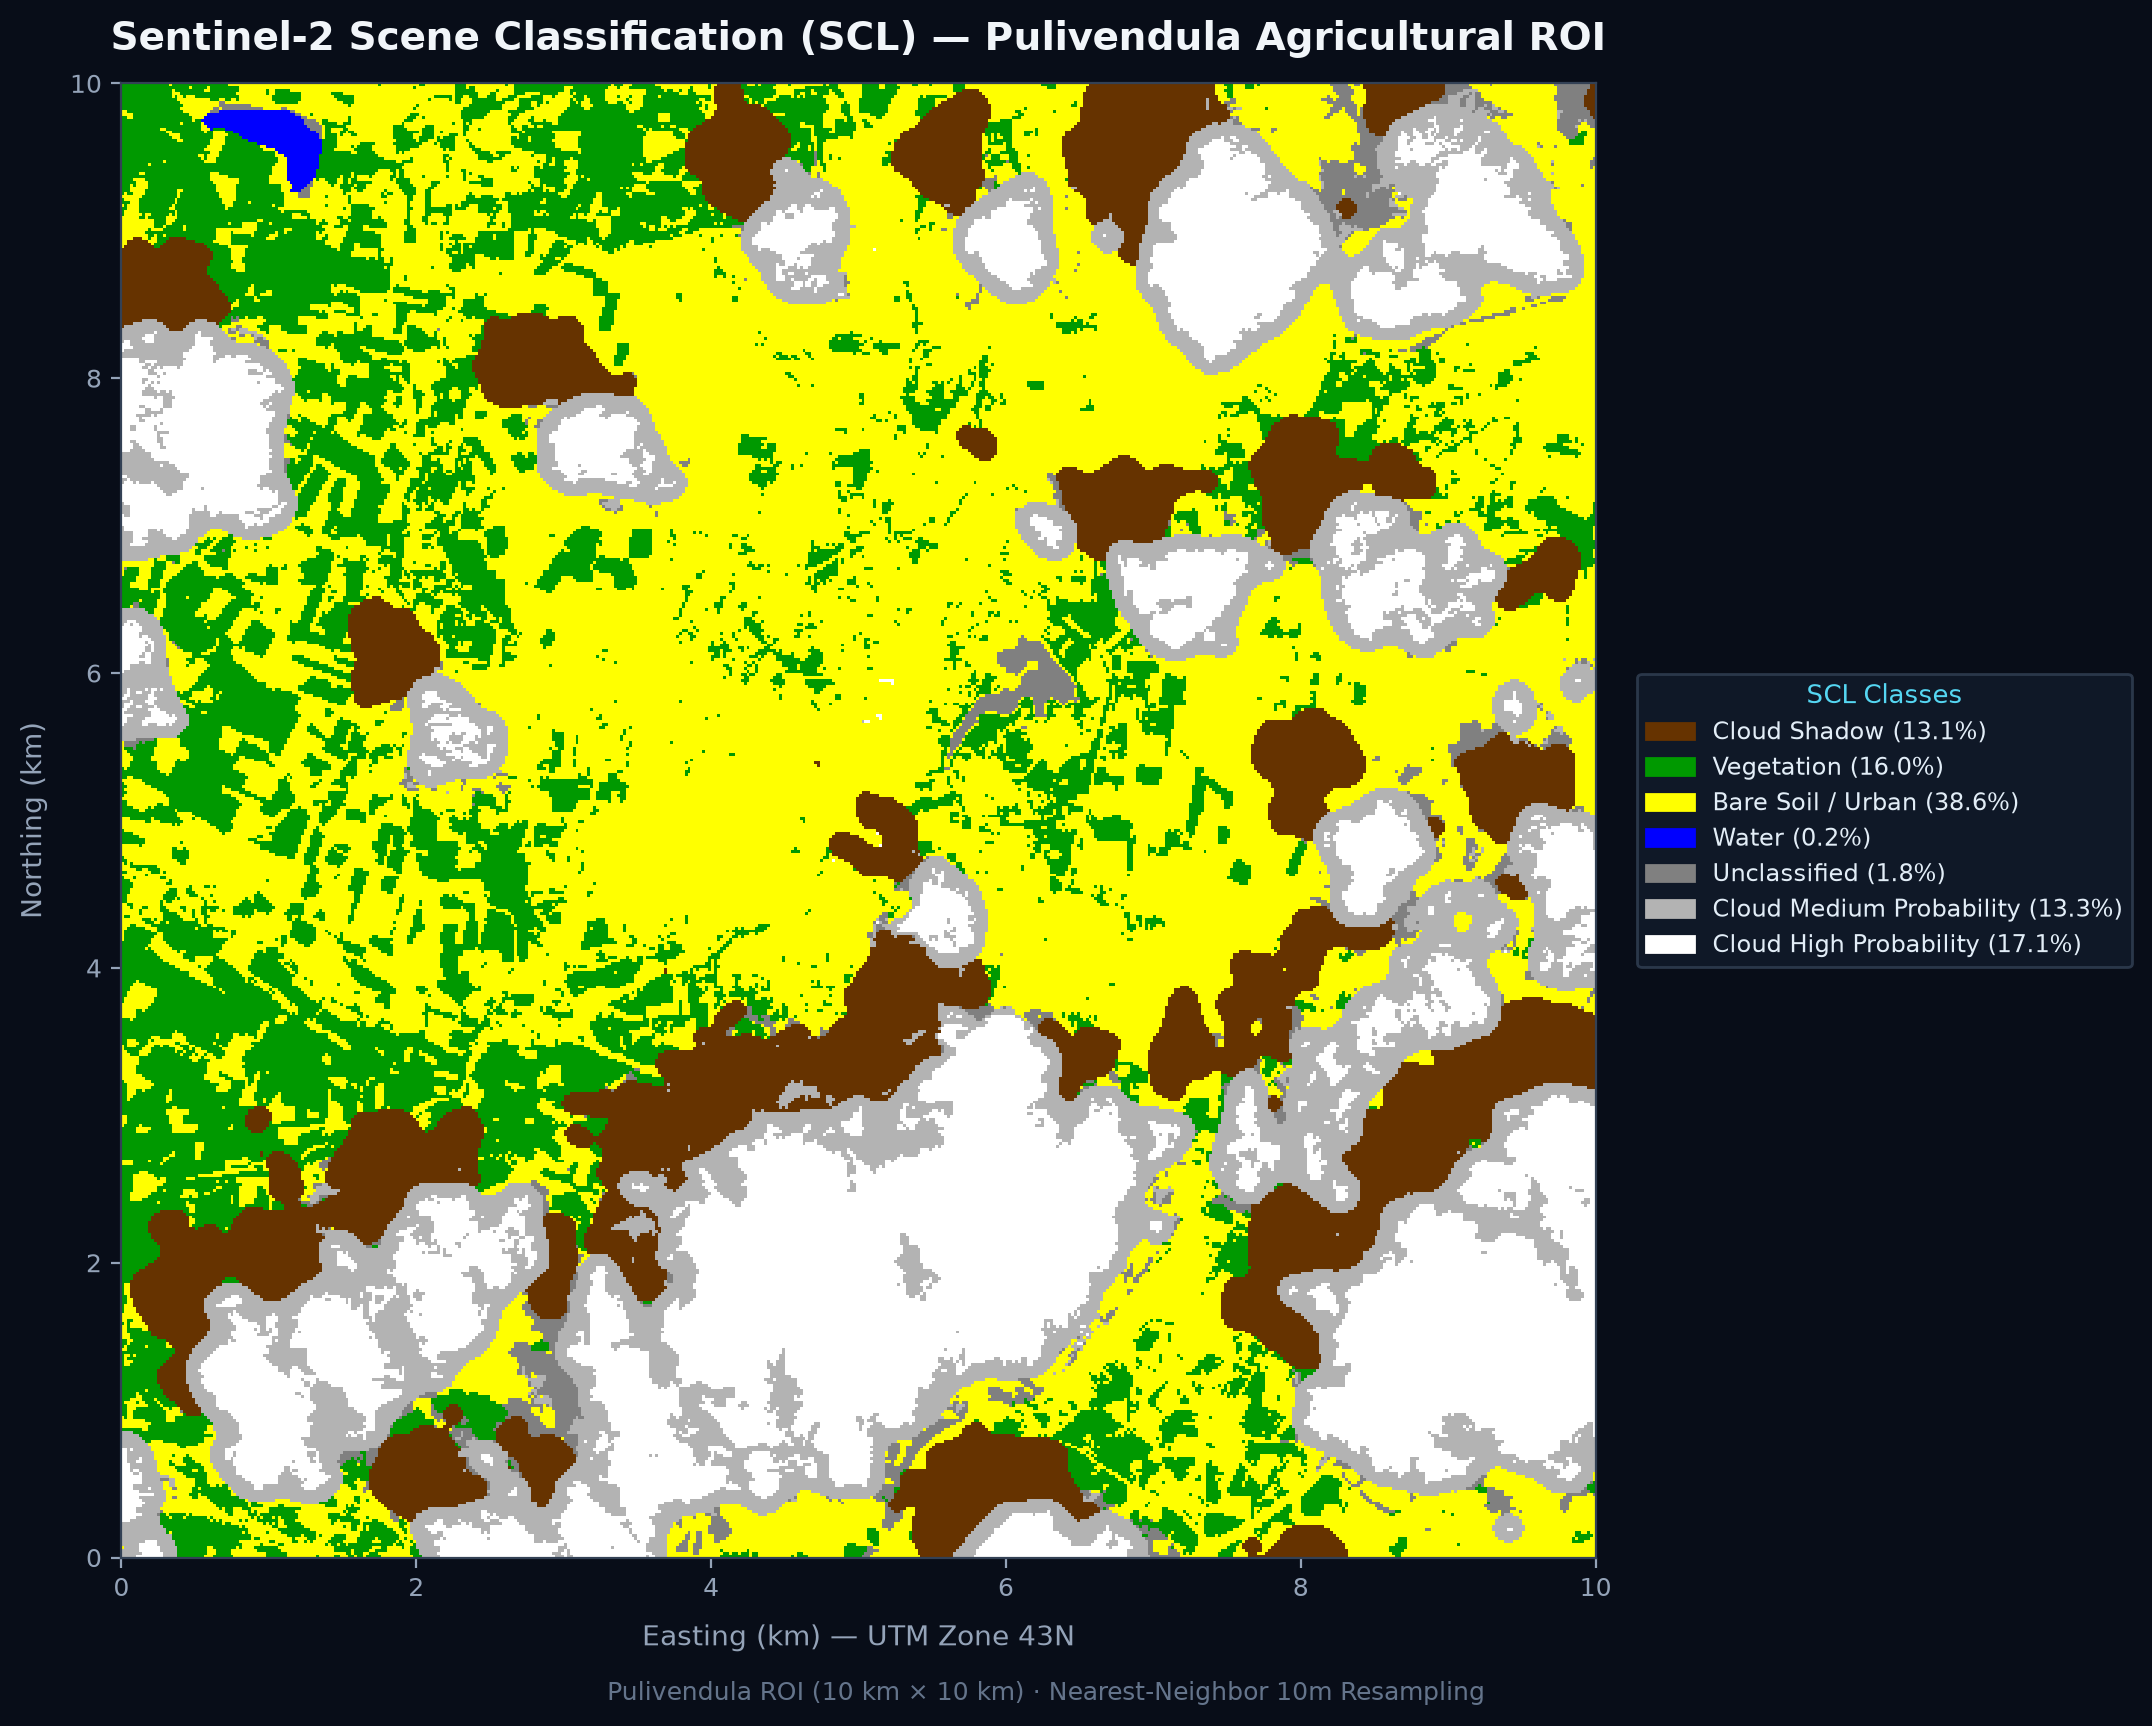 Sentinel-2 Scene Classification (SCL) — Pulivendula Agricultural ROI
10
8
6
4
2
0
Northing (km)
0 2 4 6 8 10
Easting (km) — UTM Zone 43N
Pulivendula ROI (10 km × 10 km) · Nearest-Neighbor 10m Resampling
SCL Classes
Cloud Shadow (13.1%)
Vegetation (16.0%)
Bare Soil / Urban (38.6%)
Water (0.2%)
Unclassified (1.8%)
Cloud Medium Probability (13.3%)
Cloud High Probability (17.1%)